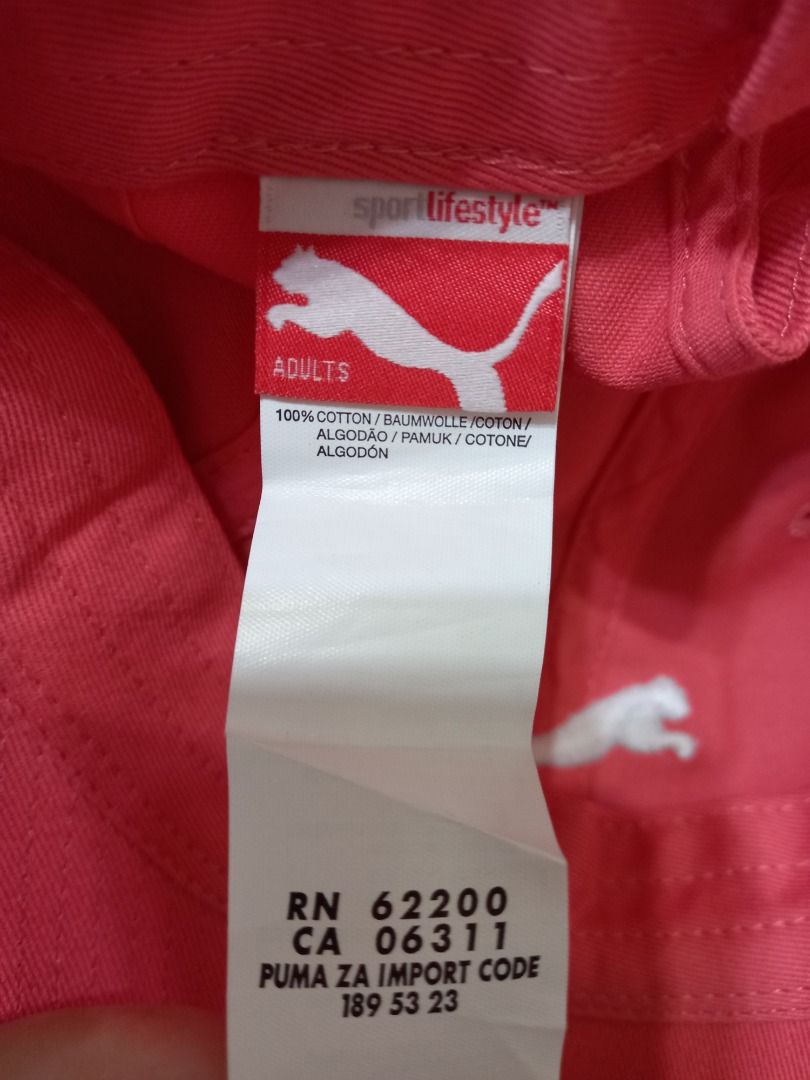 sportlifestyle™
ADULTS
100% COTTON / BAUMWOLLE /COTON /
ALGODÃO / PAMUK / COTONE/
ALGODÓN
RN 62200
CA 06311
PUMA ZA IMPORT CODE
189 53 23